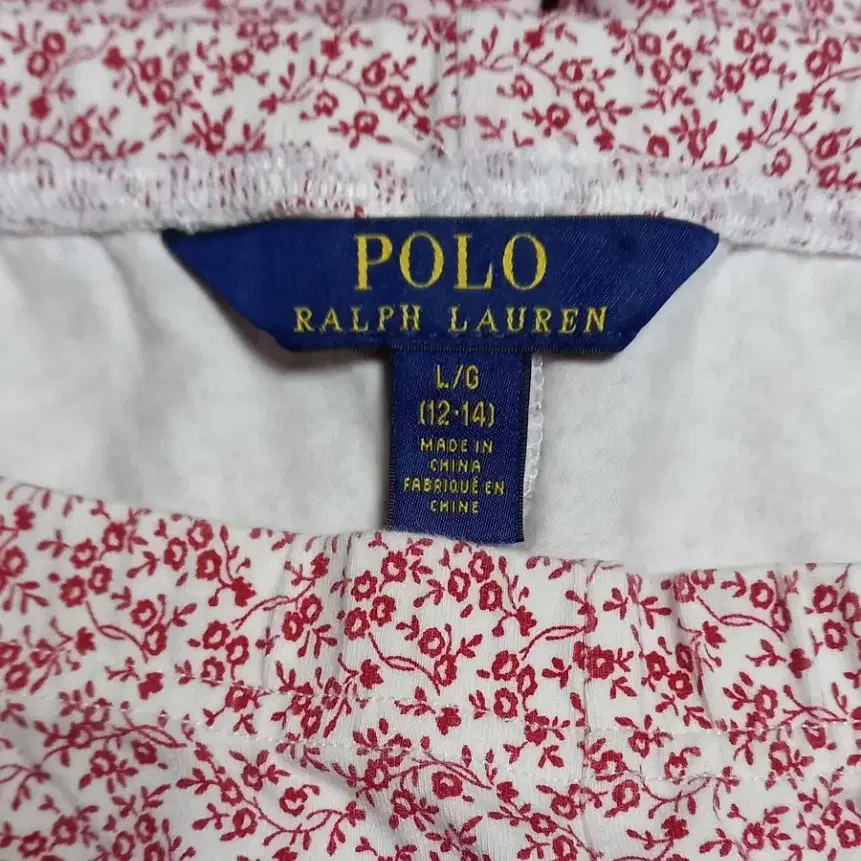 POLO
RALPH LAUREN
L/G
(12-14)
MADE IN
CHINA
FABRIQUÉ EN
CHINE